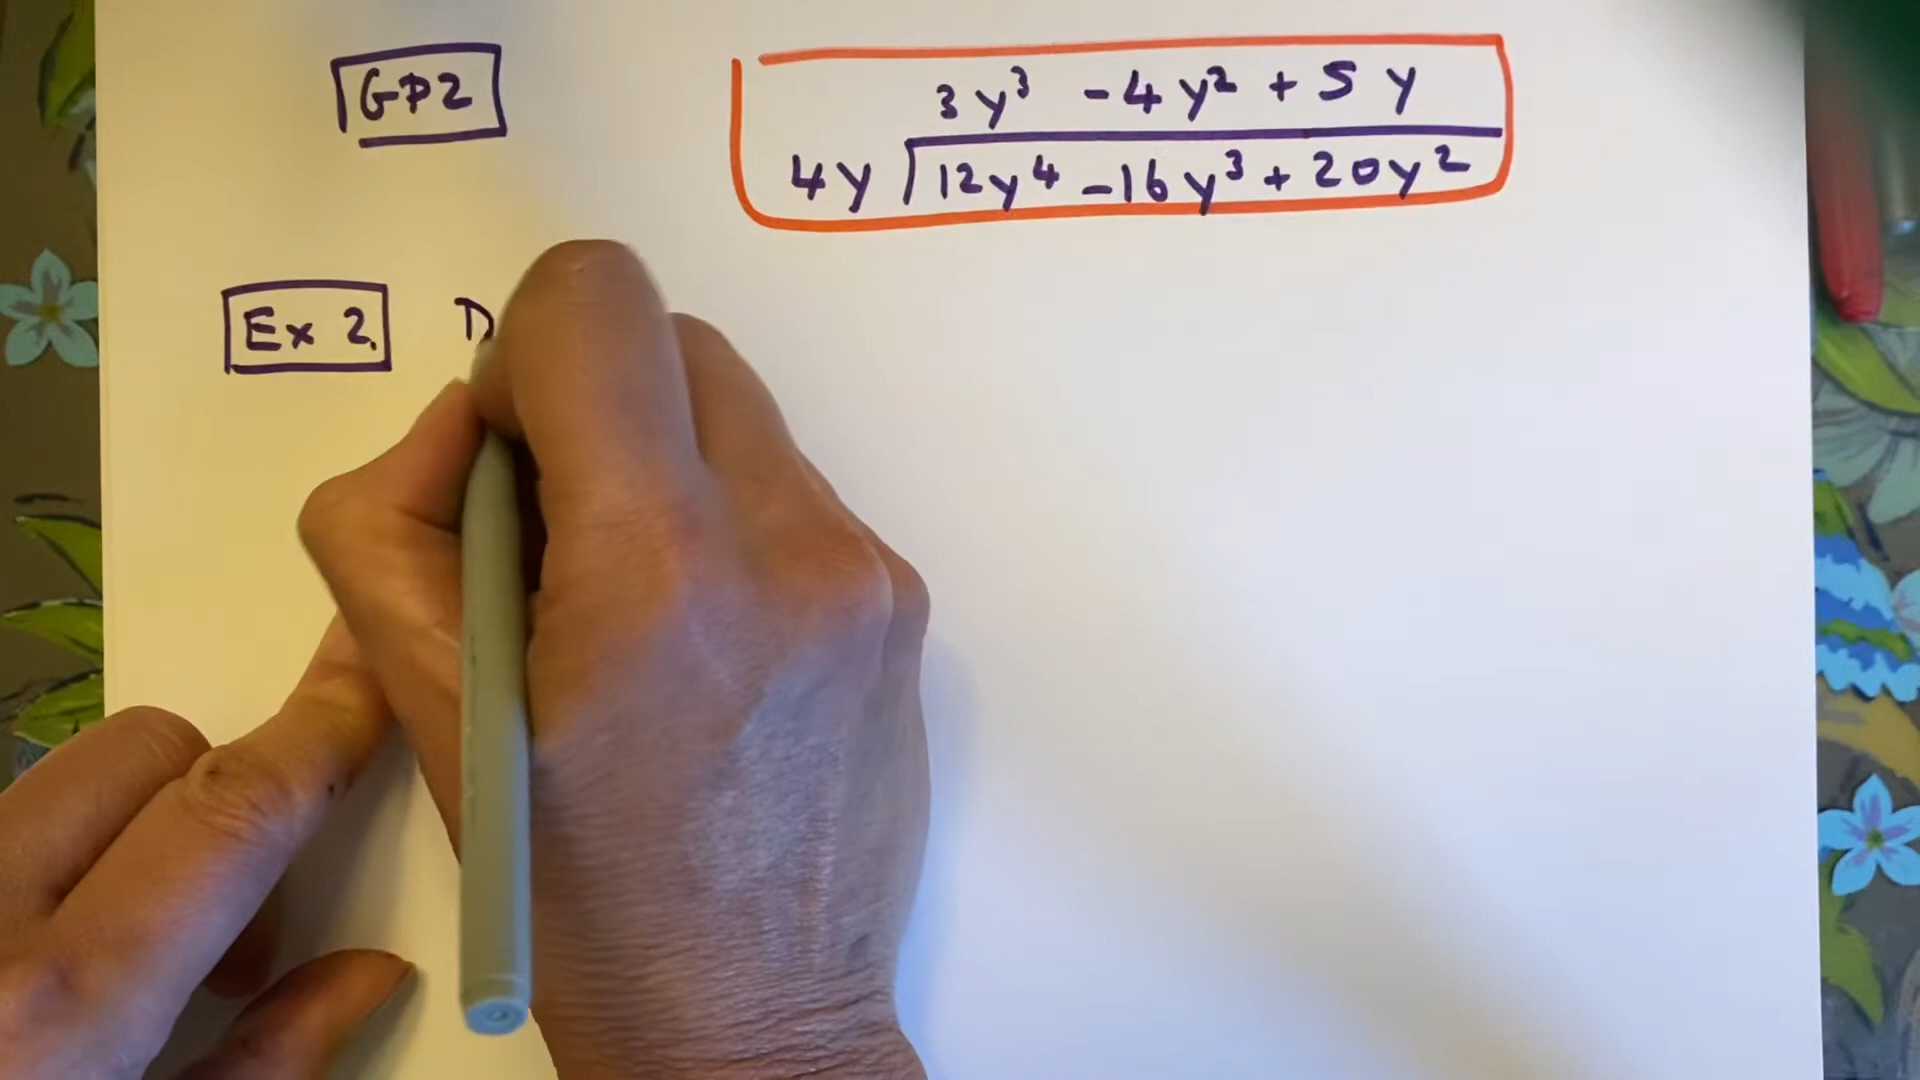 GP2
3y³ - 4y² + 5y
4y 12y⁴ - 16y³ + 20y²
Ex 2. D